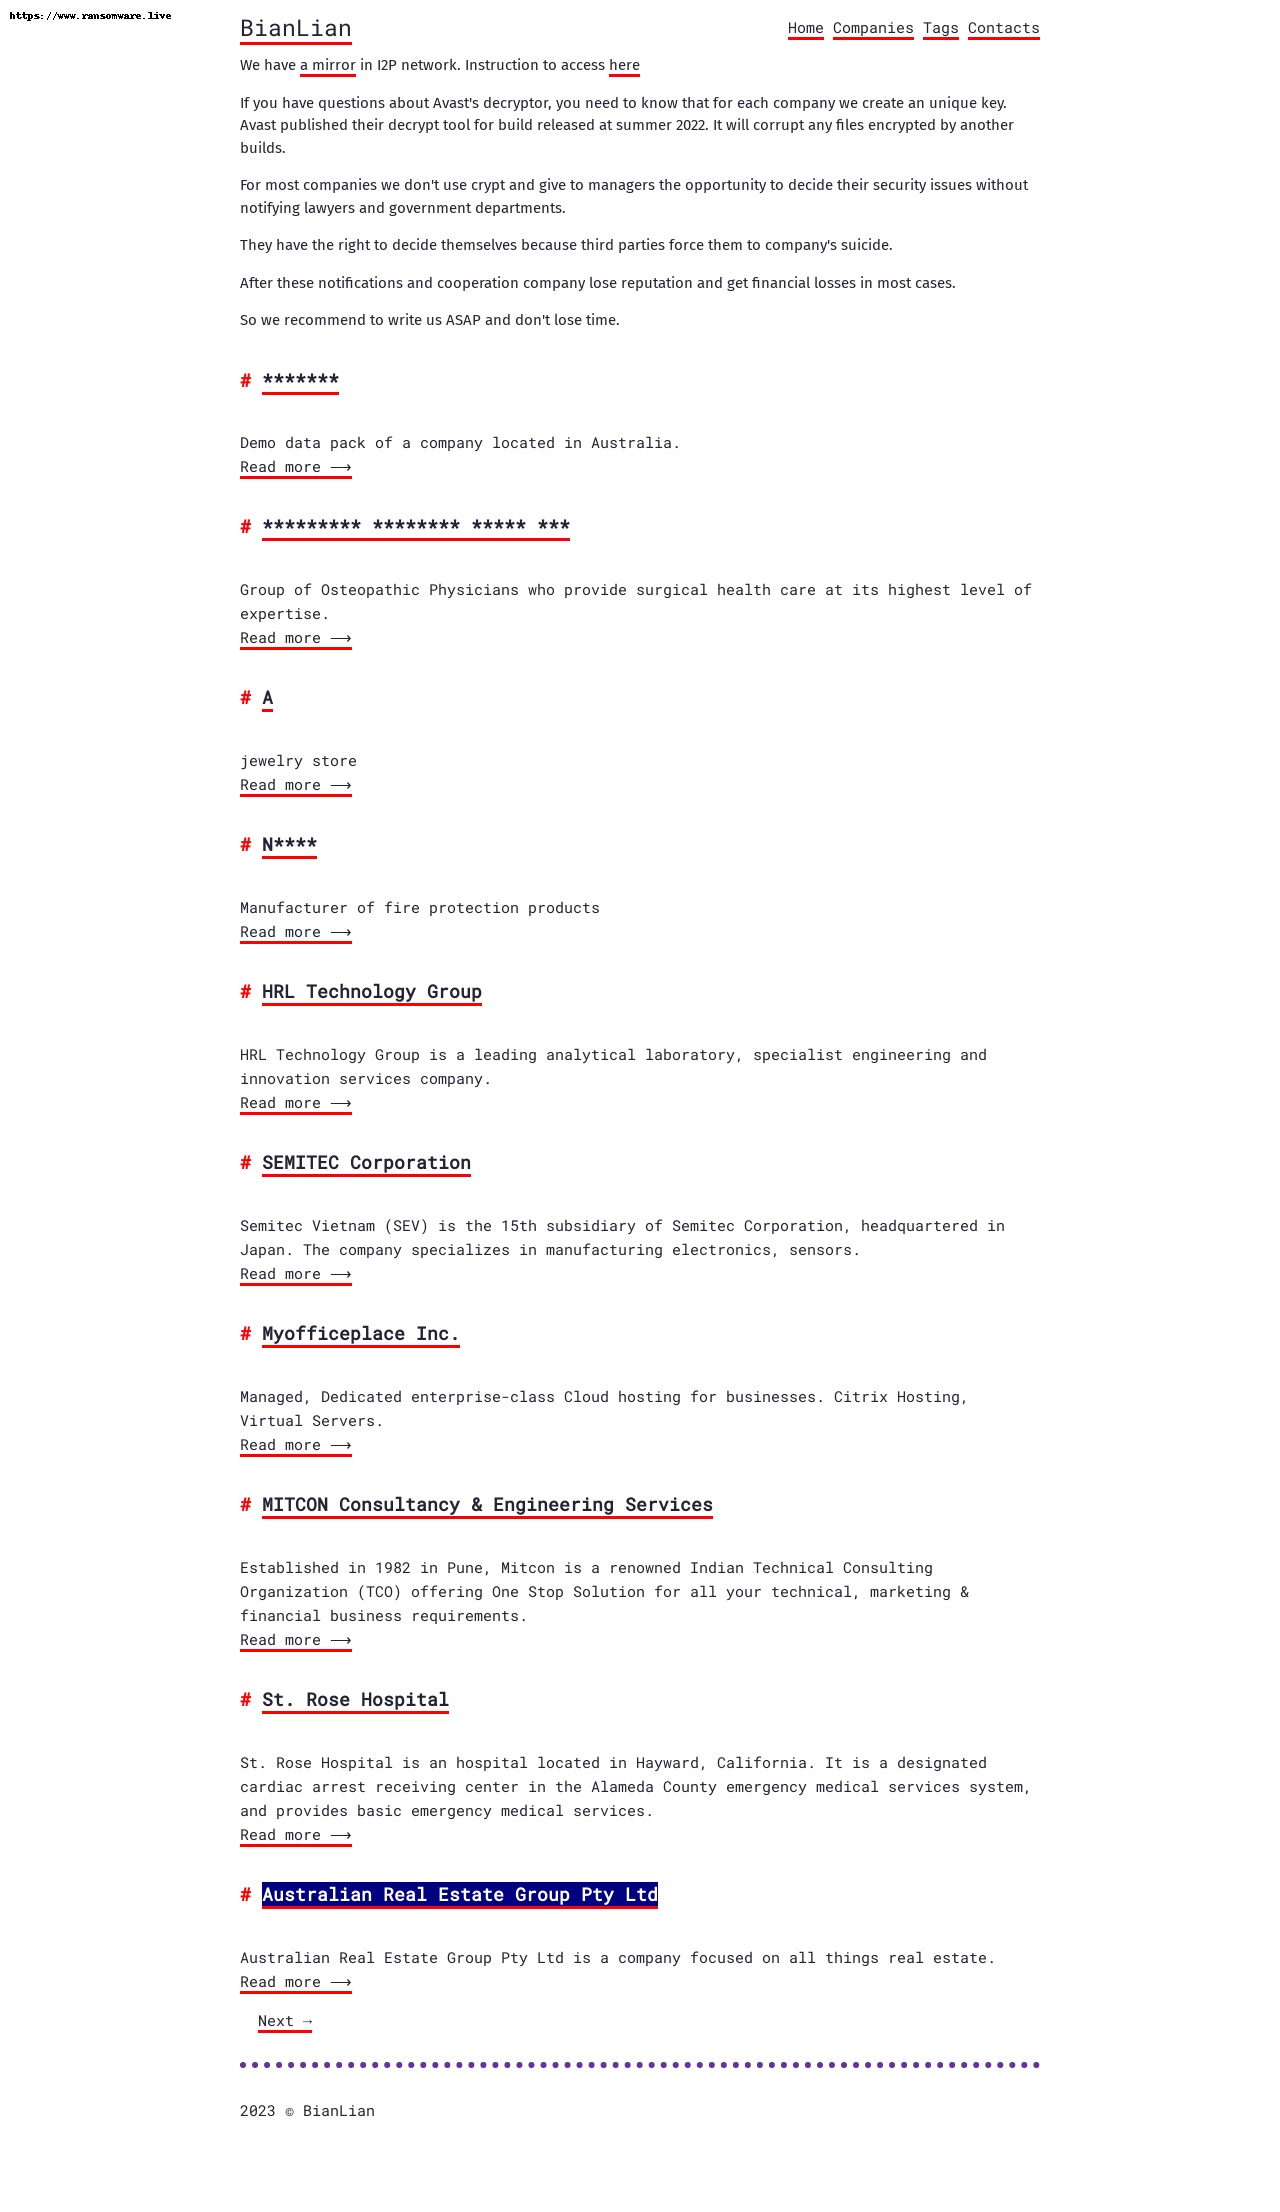 https://www.ransomware.live
BianLian
Home Companies Tags Contacts
We have a mirror in I2P network. Instruction to access here
If you have questions about Avast's decryptor, you need to know that for each company we create an unique key.
Avast published their decrypt tool for build released at summer 2022. It will corrupt any files encrypted by another
builds.
For most companies we don't use crypt and give to managers the opportunity to decide their security issues without
notifying lawyers and government departments.
They have the right to decide themselves because third parties force them to company's suicide.
After these notifications and cooperation company lose reputation and get financial losses in most cases.
So we recommend to write us ASAP and don't lose time.
# *******
Demo data pack of a company located in Australia.
Read more ⟶
# ********* ******** ***** ***
Group of Osteopathic Physicians who provide surgical health care at its highest level of
expertise.
Read more ⟶
# A
jewelry store
Read more ⟶
# N****
Manufacturer of fire protection products
Read more ⟶
# HRL Technology Group
HRL Technology Group is a leading analytical laboratory, specialist engineering and
innovation services company.
Read more ⟶
# SEMITEC Corporation
Semitec Vietnam (SEV) is the 15th subsidiary of Semitec Corporation, headquartered in
Japan. The company specializes in manufacturing electronics, sensors.
Read more ⟶
# Myofficeplace Inc.
Managed, Dedicated enterprise-class Cloud hosting for businesses. Citrix Hosting,
Virtual Servers.
Read more ⟶
# MITCON Consultancy & Engineering Services
Established in 1982 in Pune, Mitcon is a renowned Indian Technical Consulting
Organization (TCO) offering One Stop Solution for all your technical, marketing &
financial business requirements.
Read more ⟶
# St. Rose Hospital
St. Rose Hospital is an hospital located in Hayward, California. It is a designated
cardiac arrest receiving center in the Alameda County emergency medical services system,
and provides basic emergency medical services.
Read more ⟶
# Australian Real Estate Group Pty Ltd
Australian Real Estate Group Pty Ltd is a company focused on all things real estate.
Read more ⟶
Next →
2023 © BianLian